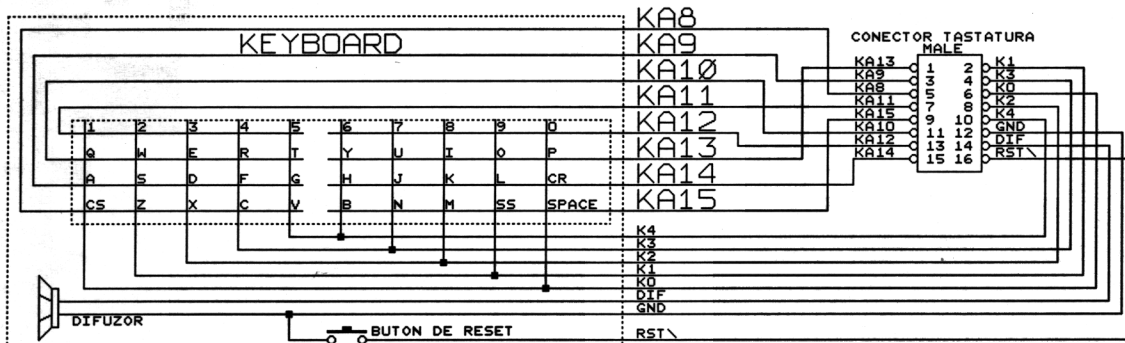 KEYBOARD
KA8
KA9
KA10
KA11
KA12
KA13
KA14
KA15
1 2 3 4 5 6 7 8 9 0
Q W E R T Y U I O P
A S D F G H J K L CR
CS Z X C V B N M SS SPACE
K4
K3
K2
K1
K0
DIF
GND
RST\
DIFUZOR
BUTON DE RESET
CONECTOR TASTATURA
MALE
KA13 1 2 K1
KA9 3 4 K3
KA8 5 6 K0
KA11 7 8 K2
KA15 9 10 K4
KA10 11 12 GND
KA12 13 14 DIF
KA14 15 16 RST\